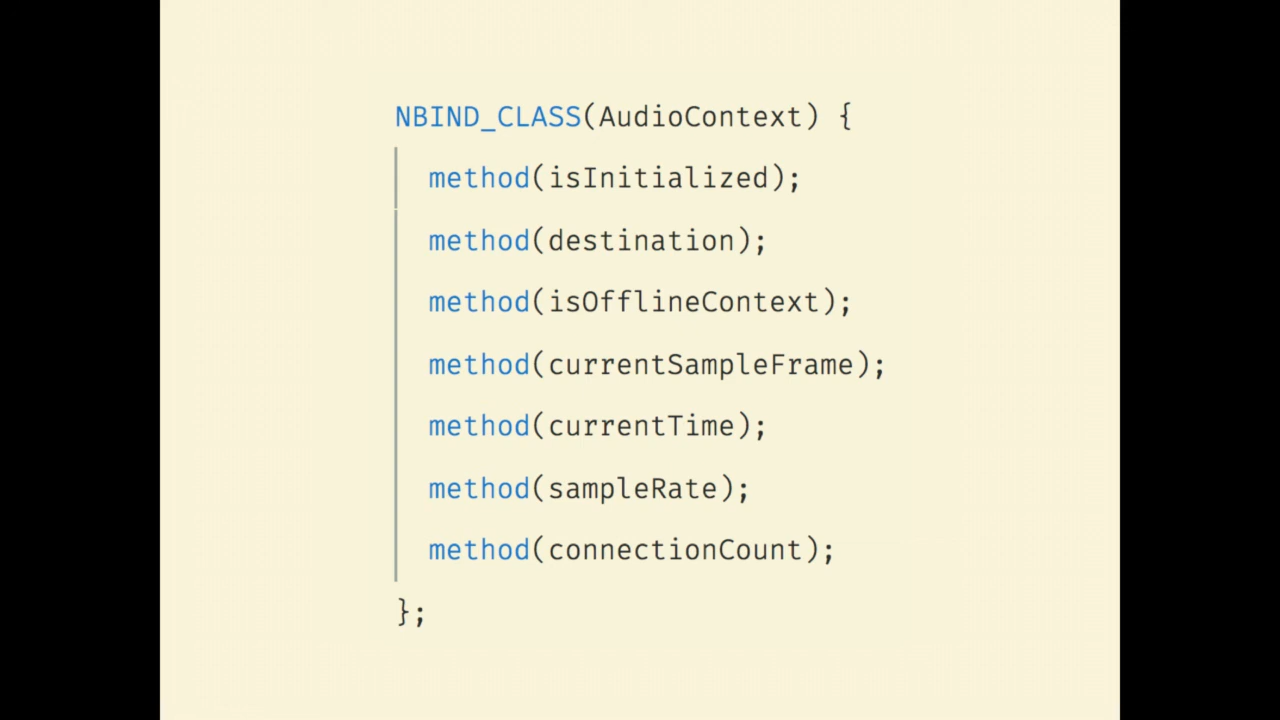 NBIND_CLASS(AudioContext) {
method(isInitialized);
method(destination);
method(isOfflineContext);
method(currentSampleFrame);
method(currentTime);
method(sampleRate);
method(connectionCount);
};